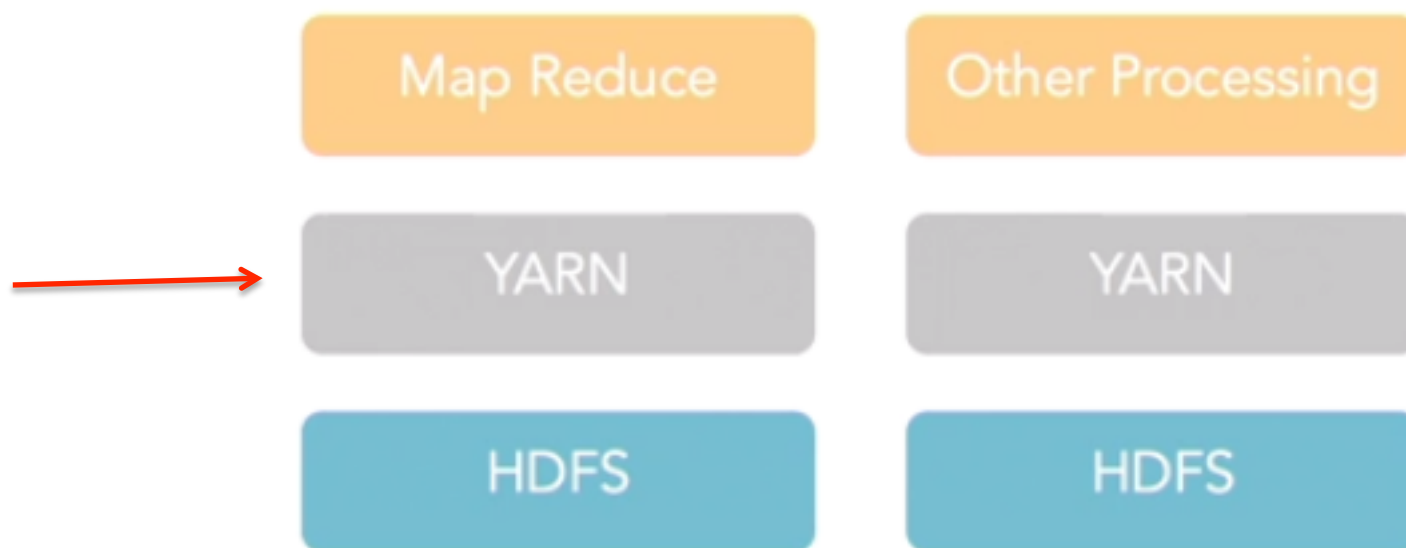 Map Reduce
Other Processing
YARN
YARN
HDFS
HDFS